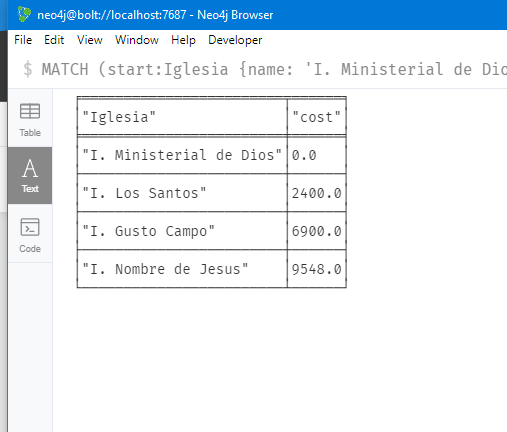 neo4j@bolt://localhost:7687 - Neo4j Browser
File Edit View Window Help Developer
$ MATCH (start:Iglesia {name: 'I. Ministerial de Dio
Table
Text
Code
"Iglesia" "cost"
"I. Ministerial de Dios" 0.0
"I. Los Santos" 2400.0
"I. Gusto Campo" 6900.0
"I. Nombre de Jesus" 9548.0